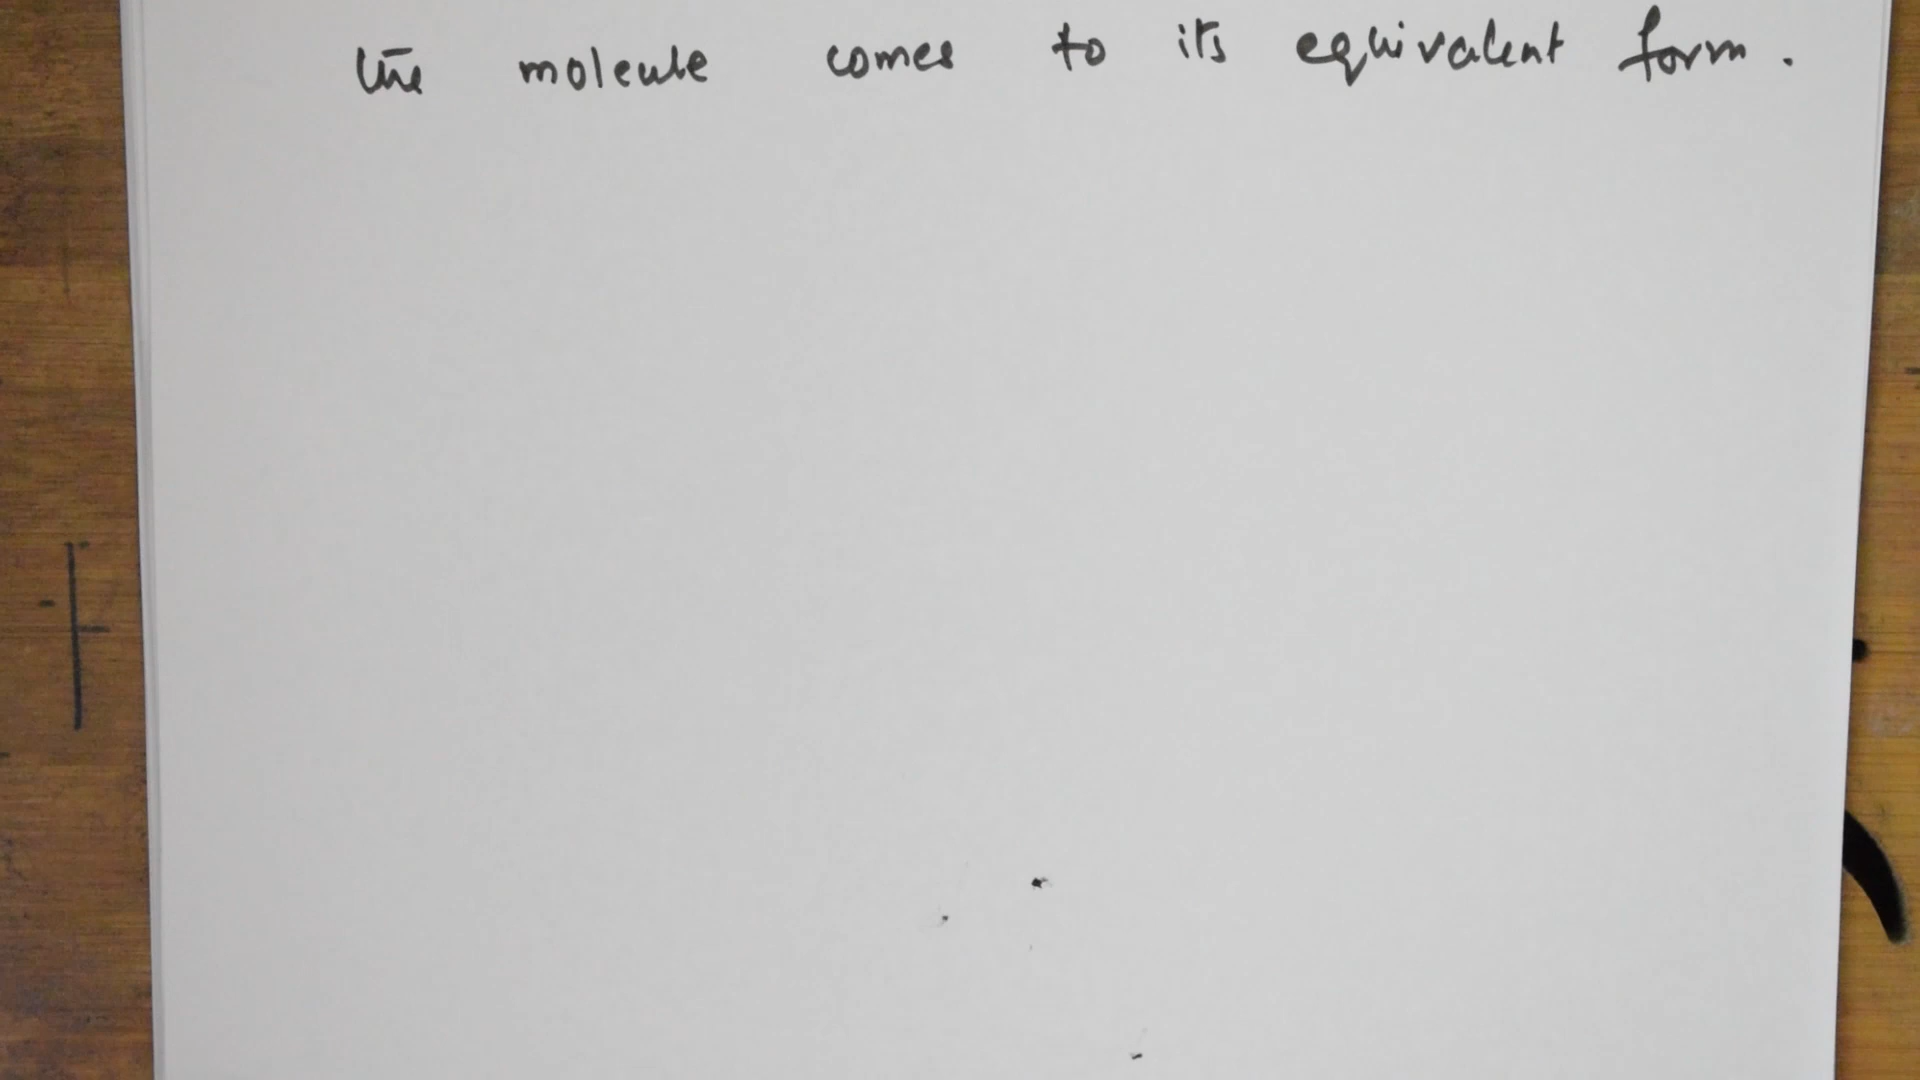 the molecule comes to its equivalent form.